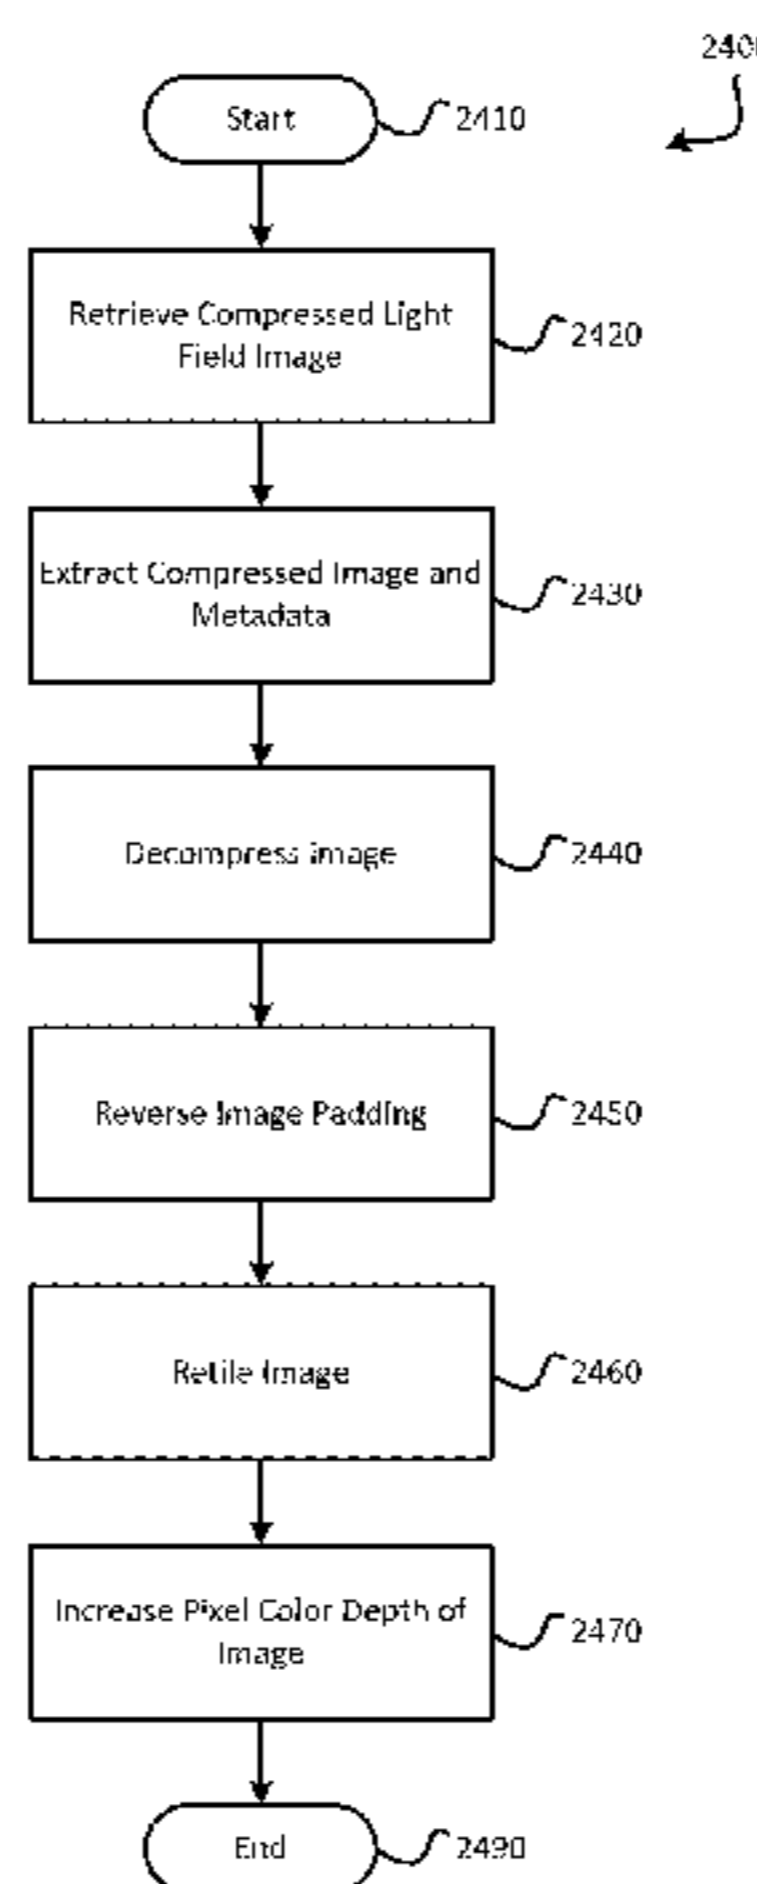 2400
Start
2410
Retrieve Compressed Light
Field Image
2420
Extract Compressed Image and
Metadata
2430
Decompress Image
2440
Reverse Image Padding
2450
Retile Image
2460
Increase Pixel Color Depth of
Image
2470
End
2490